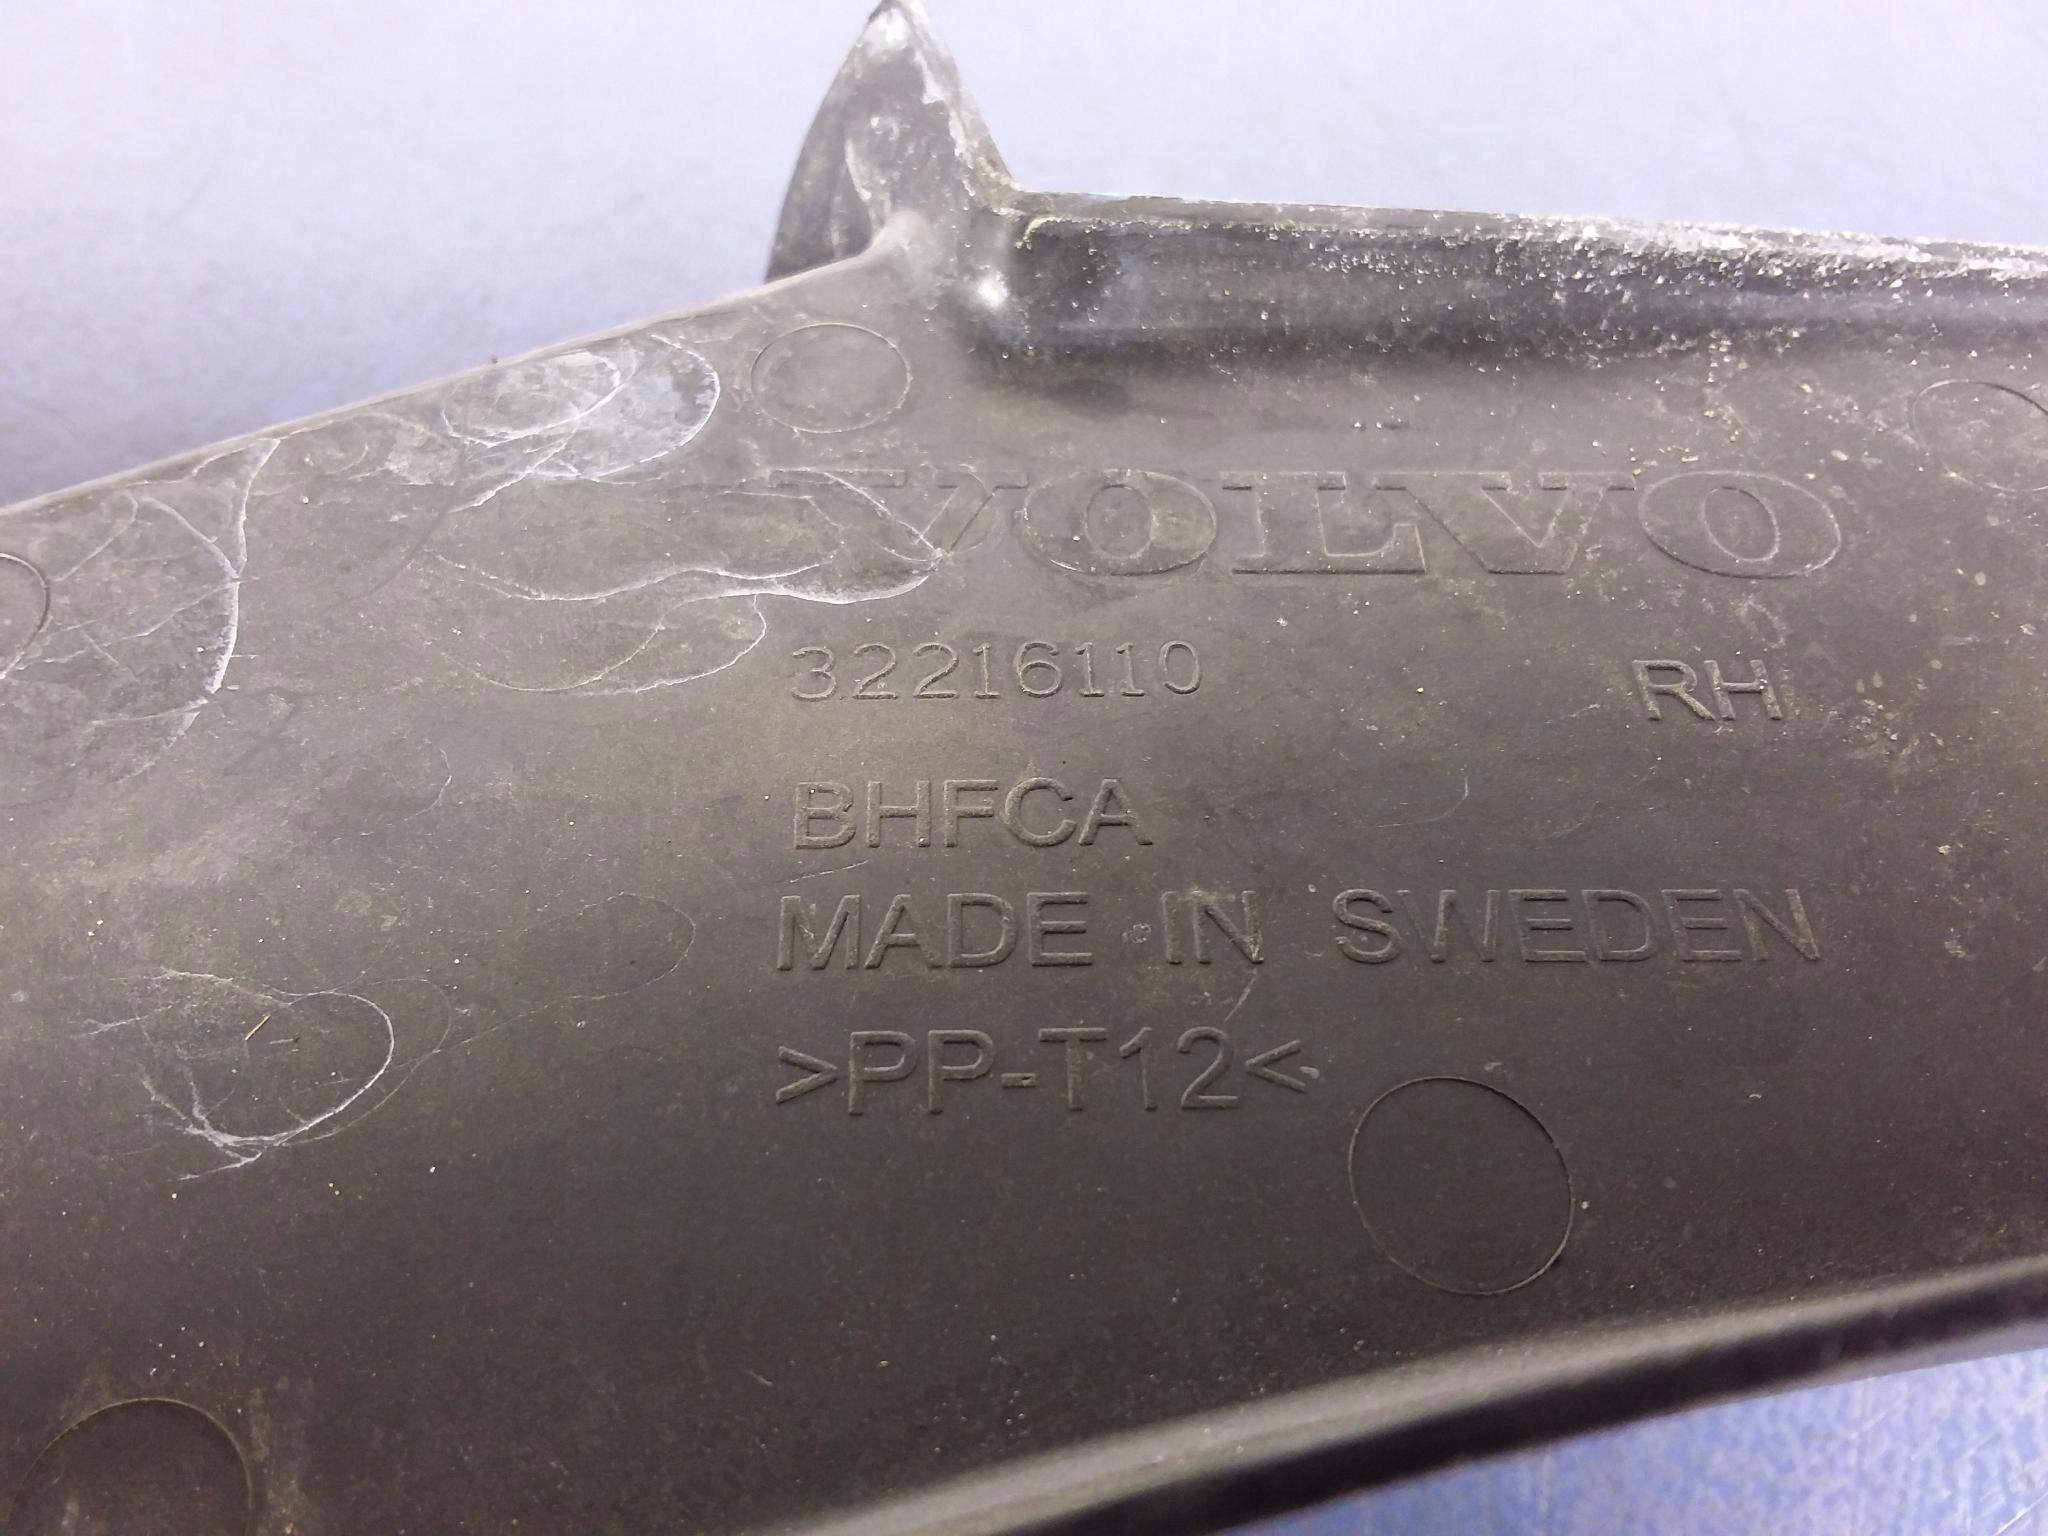 VOLVO
32216110 RH
BHFCA
MADE IN SWEDEN
>PP-T12<